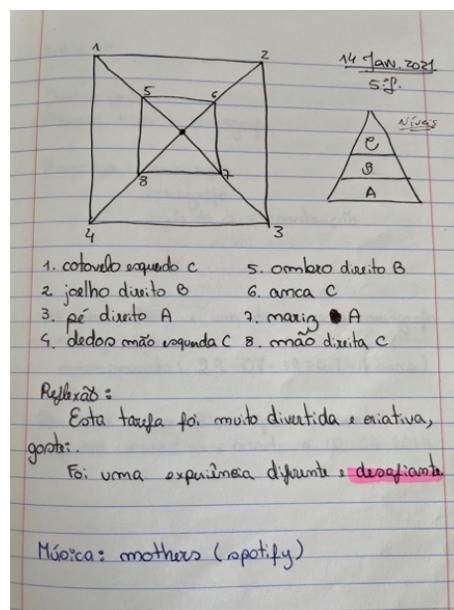 14 Jan. 2021
1
2
5
6
8
7
4
3
Níveis
C
B
A
1. cotovelo esquerdo C
2 joelho direito B
3. pé direito A
4. dedos mão esquerda C
5. ombro direito B
6. anca C
7. nariz A
8. mão direita C
Reflexão:
Esta tarefa foi muito divertida e criativa,
gostei.
Foi uma experiência diferente e desafiante
Música: mothers (spotify)